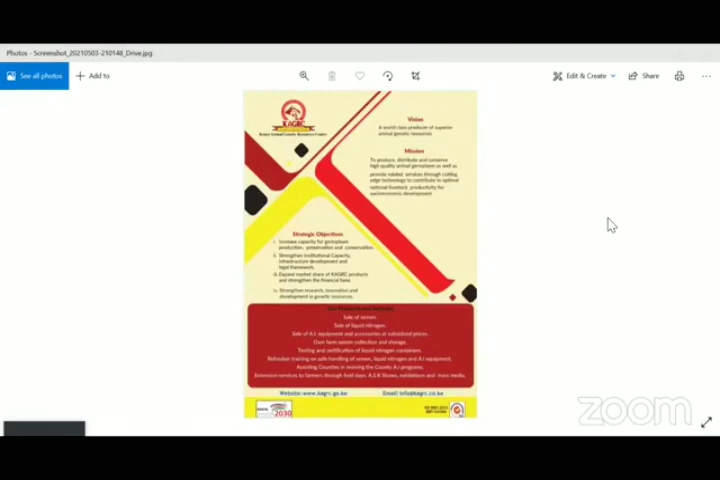 Photos - Screenshot_20210503-210148_Drive.jpg
See all photos
Add to
Edit & Create
Share
KAGRC
Kenya Animal Genetic Resources Centre
Vision
A world class producer of superior
animal genetic resources
Mission
To produce, distribute and conserve
high quality animal germplasm as well as
provide related services through cutting
edge technology to contribute to optimal
national livestock productivity for
socioeconomic development
Strategic Objectives
i. Increase capacity for germplasm
production, preservation and conservation.
ii. Strengthen Institutional Capacity,
infrastructure development and
legal framework.
iii. Expand market share of KAGRC products
and strengthen the financial base.
iv. Strengthen research, innovation and
development in genetic resources.
Our Products and Services
Sale of semen.
Sale of liquid nitrogen.
Sale of A.I. equipment and accessories at subsidized prices.
Own farm semen collection and storage.
Testing and certification of liquid nitrogen containers.
Refresher training on safe handling of semen, liquid nitrogen and A.I equipment.
Assisting Counties in reviving the County A.I programs.
Extension services to farmers through field days, A.S.K Shows, exhibitions and mass media.
Website: www.kagrc.go.ke
Email: info@kagrc.co.ke
2030
zoom